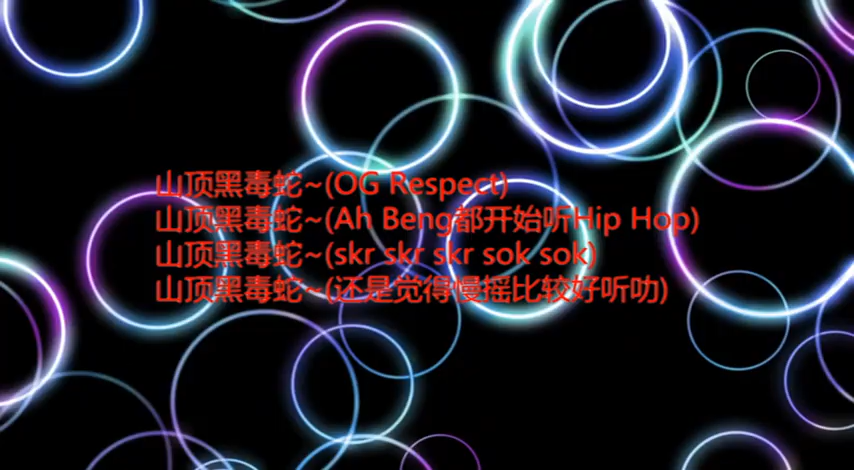 山顶黑毒蛇~(OG Respect)
山顶黑毒蛇~(Ah Beng都开始听Hip Hop)
山顶黑毒蛇~(skr skr skr sok sok)
山顶黑毒蛇~(还是觉得慢摇比较好听叻)